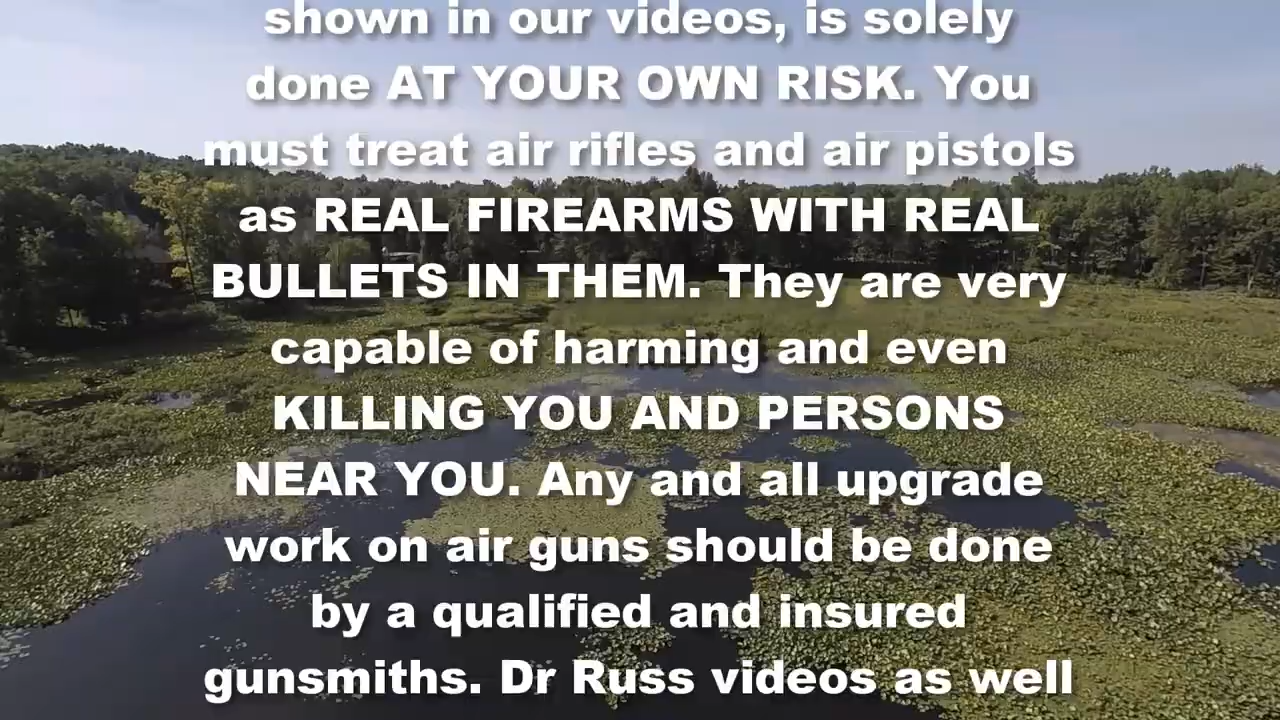 shown in our videos, is solely
done AT YOUR OWN RISK. You
must treat air rifles and air pistols
as REAL FIREARMS WITH REAL
BULLETS IN THEM. They are very
capable of harming and even
KILLING YOU AND PERSONS
NEAR YOU. Any and all upgrade
work on air guns should be done
by a qualified and insured
gunsmiths. Dr Russ videos as well